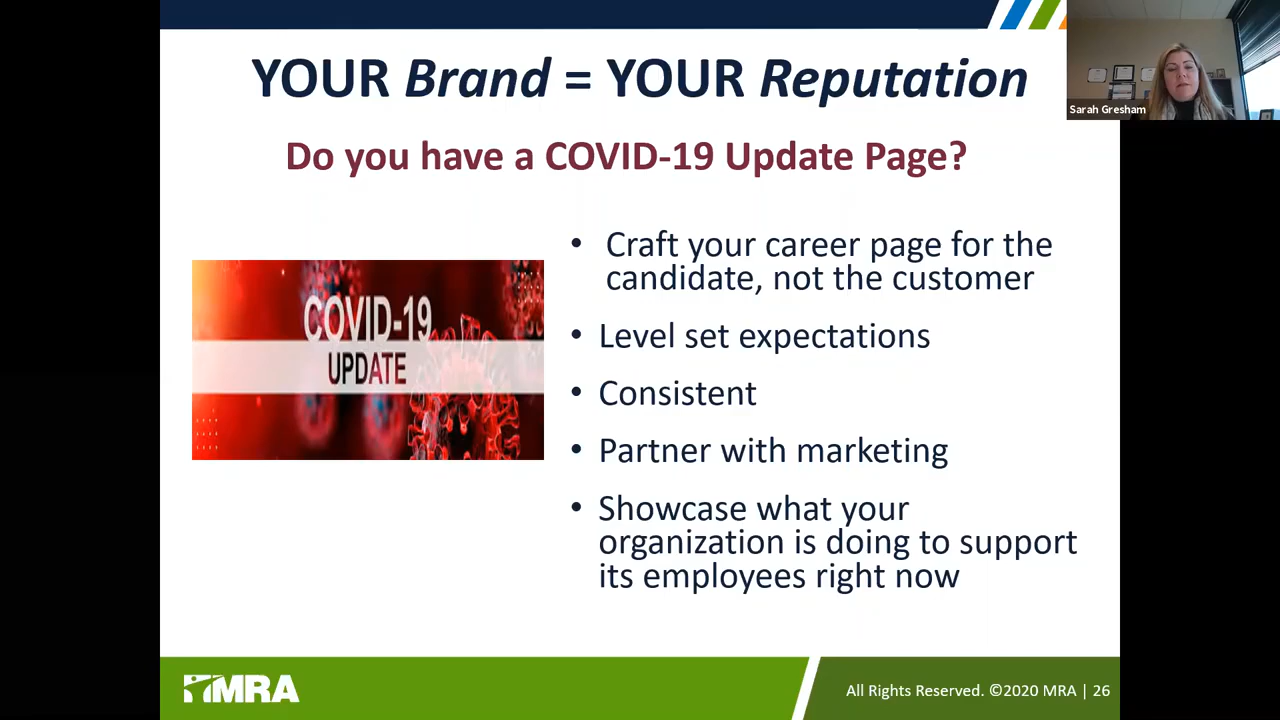 YOUR Brand = YOUR Reputation
Sarah Gresham
Do you have a COVID-19 Update Page?
COVID-19
UPDATE
• Craft your career page for the
candidate, not the customer
• Level set expectations
• Consistent
• Partner with marketing
• Showcase what your
organization is doing to support
its employees right now
MRA
All Rights Reserved. ©2020 MRA | 26